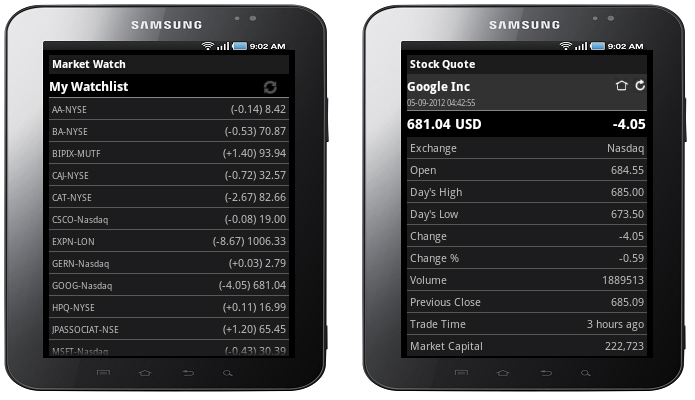 SAMSUNG
9:02 AM
Market Watch
My Watchlist
AA-NYSE (-0.14) 8.42
BA-NYSE (-0.53) 70.87
BIPIX-MUTF (+1.40) 93.94
CAJ-NYSE (-0.72) 32.57
CAT-NYSE (-2.67) 82.66
CSCO-Nasdaq (-0.08) 19.00
EXPN-LON (-8.67) 1006.33
GERN-Nasdaq (+0.03) 2.79
GOOG-Nasdaq (-4.05) 681.04
HPQ-NYSE (+0.11) 16.99
JPASSOCIAT-NSE (+1.20) 65.45
MSFT-Nasdaq (-0.43) 30.39
SAMSUNG
9:02 AM
Stock Quote
Google Inc
05-09-2012 04:42:55
681.04 USD -4.05
Exchange Nasdaq
Open 684.55
Day's High 685.00
Day's Low 673.50
Change -4.05
Change % -0.59
Volume 1889513
Previous Close 685.09
Trade Time 3 hours ago
Market Capital 222,723